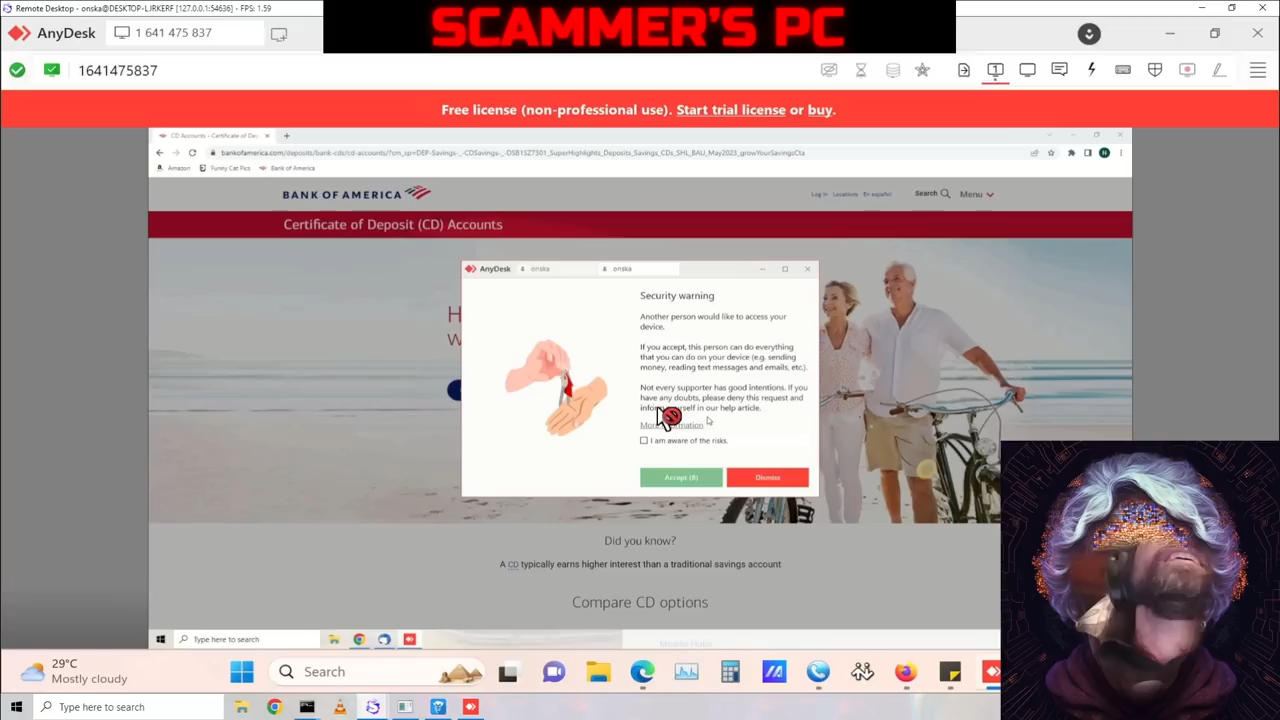 Remote Desktop - onska@DESKTOP-LJRKERF [127.0.0.1:54636] - FPS: 1.59
SCAMMER'S PC
AnyDesk
1 641 475 837
1641475837
1
Free license (non-professional use). Start trial license or buy.
CD Accounts - Certificate of Dep
bankofamerica.com/deposits/bank-cds/cd-accounts/?cm_sp=DEP-Savings-_-CDSavings-_-DSB15Z7301_SuperHighlights_Deposits_Savings_CDs_SHL_BAU_May2023_growYourSavingsCta
N
Amazon
Funny Cat Pics
Bank of America
BANK OF AMERICA
Log In
Locations
En español
Search
Menu
Certificate of Deposit (CD) Accounts
H
W
AnyDesk
onska
onska
Security warning
Another person would like to access your
device.
If you accept, this person can do everything
that you can do on your device (e.g. sending
money, reading text messages and emails, etc.).
Not every supporter has good intentions. If you
have any doubts, please deny this request and
in our help article.
I am aware of the risks.
Accept (8)
Dismiss
Did you know?
A CD typically earns higher interest than a traditional savings account
Compare CD options
Type here to search
29°C
Mostly cloudy
Search
Type here to search